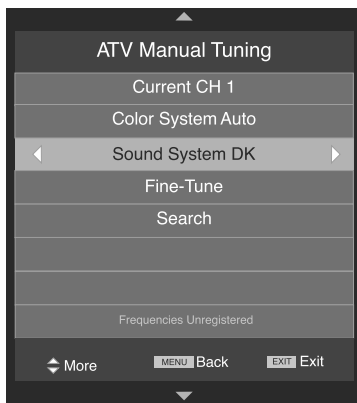 ATV Manual Tuning
Current CH 1
Color System Auto
Sound System DK
Fine-Tune
Search
Frequencies Unregistered
More MENU Back EXIT Exit